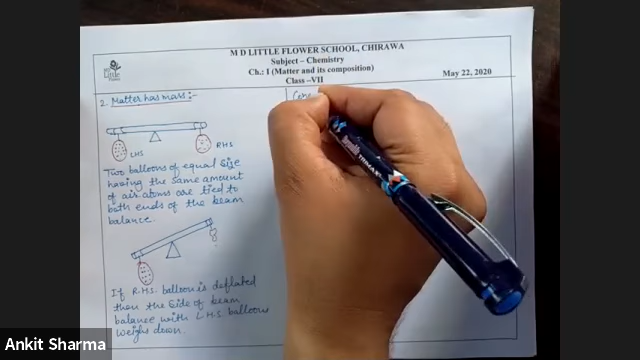 M D LITTLE FLOWER SCHOOL, CHIRAWA
Subject – Chemistry
Ch.: I (Matter and its composition)
Class –VII
May 22, 2020
Little
2. Matter has mass:-
LHS
RHS
Two balloons of equal size
having the same amount
of air atoms are tied to
both ends of the beam
balance.
If R.H.S. balloon is deflated
then the side of beam
balance with L.H.S balloons
weigh down.
Ankit Sharma